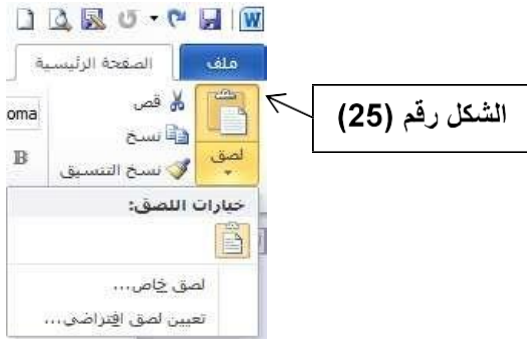 W
ملف الصفحة الرئيسية
قص
oma
نسخ
لصق
B
نسخ التنسيق
خيارات اللصق:
لصق خاص...
تعيين لصق افتراضي...
الشكل رقم (25)